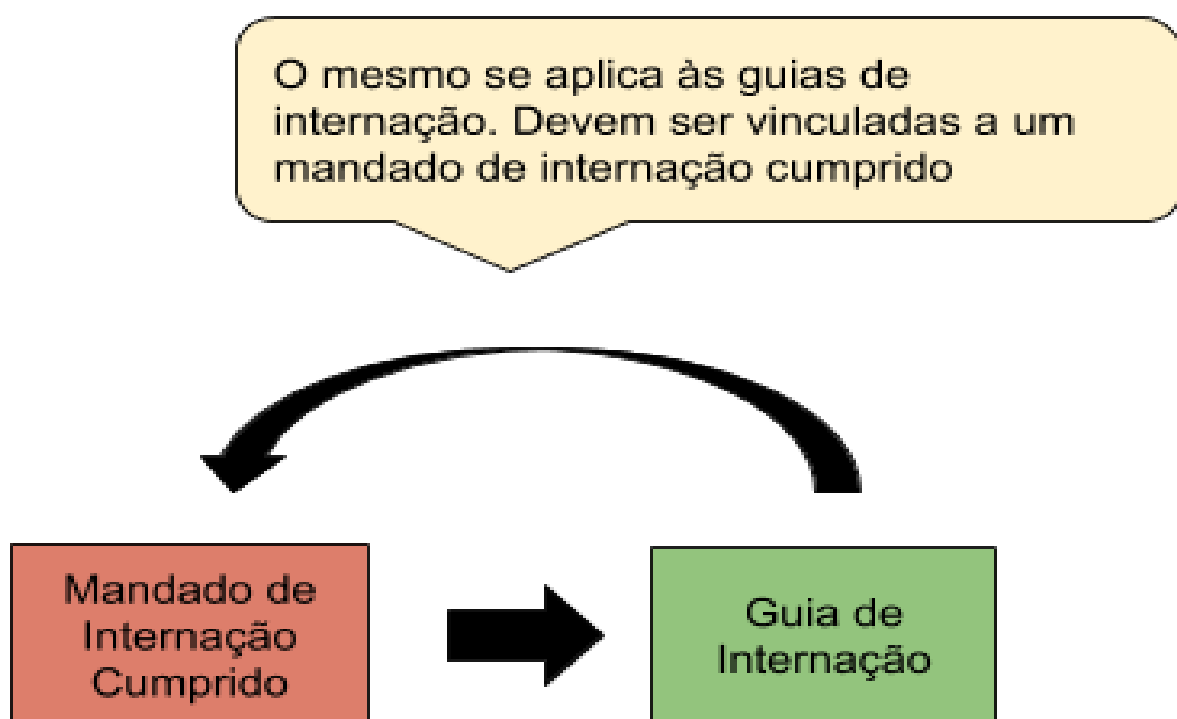 O mesmo se aplica às guias de
internação. Devem ser vinculadas a um
mandado de internação cumprido
Mandado de
Internação
Cumprido
Guia de
Internação